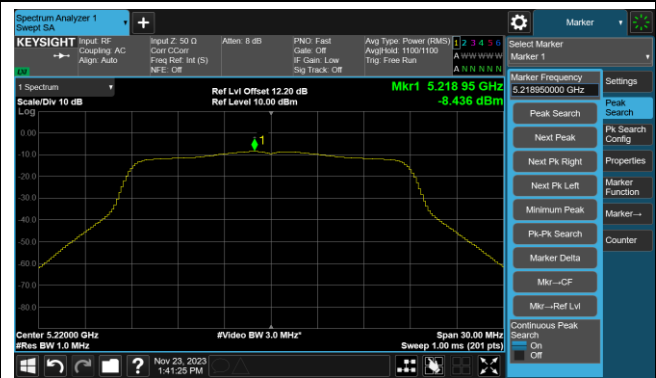 Spectrum Analyzer 1
Swept SA
Marker
KEYSIGHT Input: RF Input Z: 50 Ω Atten: 8 dB PNO: Fast Avg Type: Power (RMS) 1 2 3 4 5 6
Coupling: AC Corr CCorr Gate: Off Avg|Hold: 1100/1100 A W W W W W
Align: Auto Freq Ref: Int (S) IF Gain: Low Trig: Free Run
NFE: Off Sig Track: Off A N N N N N
LXI
1 Spectrum
Scale/Div 10 dB
Ref Lvl Offset 12.20 dB
Ref Level 10.00 dBm
Mkr1 5.218 95 GHz
-8.436 dBm
Log
1
0.00
-10.0
-20.0
-30.0
-40.0
-50.0
-60.0
-70.0
-80.0
Center 5.22000 GHz
#Res BW 1.0 MHz
#Video BW 3.0 MHz*
Span 30.00 MHz
Sweep 1.00 ms (201 pts)
Nov 23, 2023
1:41:25 PM
?
Select Marker
Marker 1
Marker Frequency
5.218950000 GHz
Peak Search
Next Peak
Next Pk Right
Next Pk Left
Minimum Peak
Pk-Pk Search
Marker Delta
Mkr→CF
Mkr→Ref Lvl
Continuous Peak
Search
On
Off
Settings
Peak
Search
Pk Search
Config
Properties
Marker
Function
Marker→
Counter